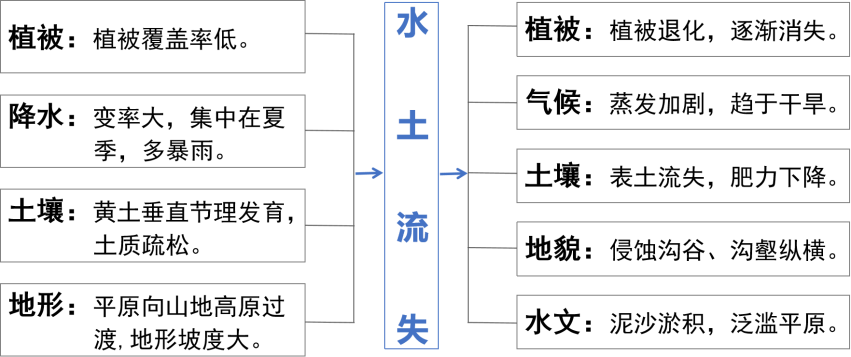 植被：植被覆盖率低。
降水：变率大，集中在夏
季，多暴雨。
土壤：黄土垂直节理发育，
土质疏松。
地形：平原向山地高原过
渡,地形坡度大。
水
土
流
失
植被：植被退化，逐渐消失。
气候：蒸发加剧，趋于干旱。
土壤：表土流失，肥力下降。
地貌：侵蚀沟谷、沟壑纵横。
水文：泥沙淤积，泛滥平原。